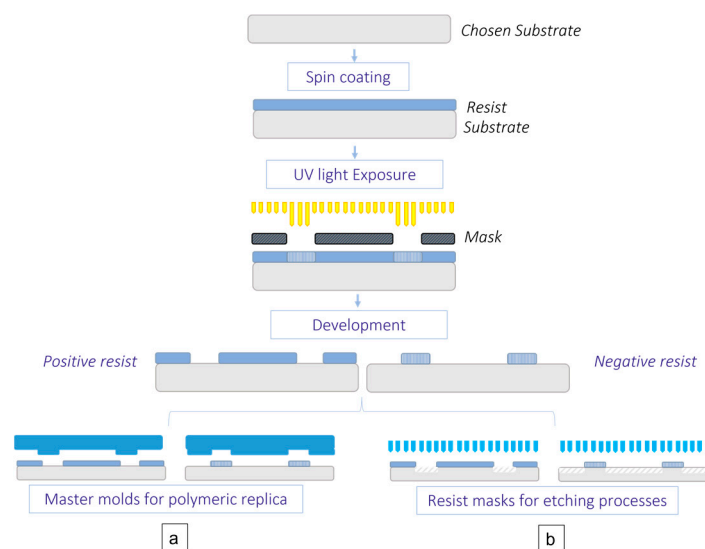 Chosen Substrate
Spin coating
Resist
Substrate
UV light Exposure
Mask
Development
Positive resist
Negative resist
Master molds for polymeric replica
Resist masks for etching processes
a
b